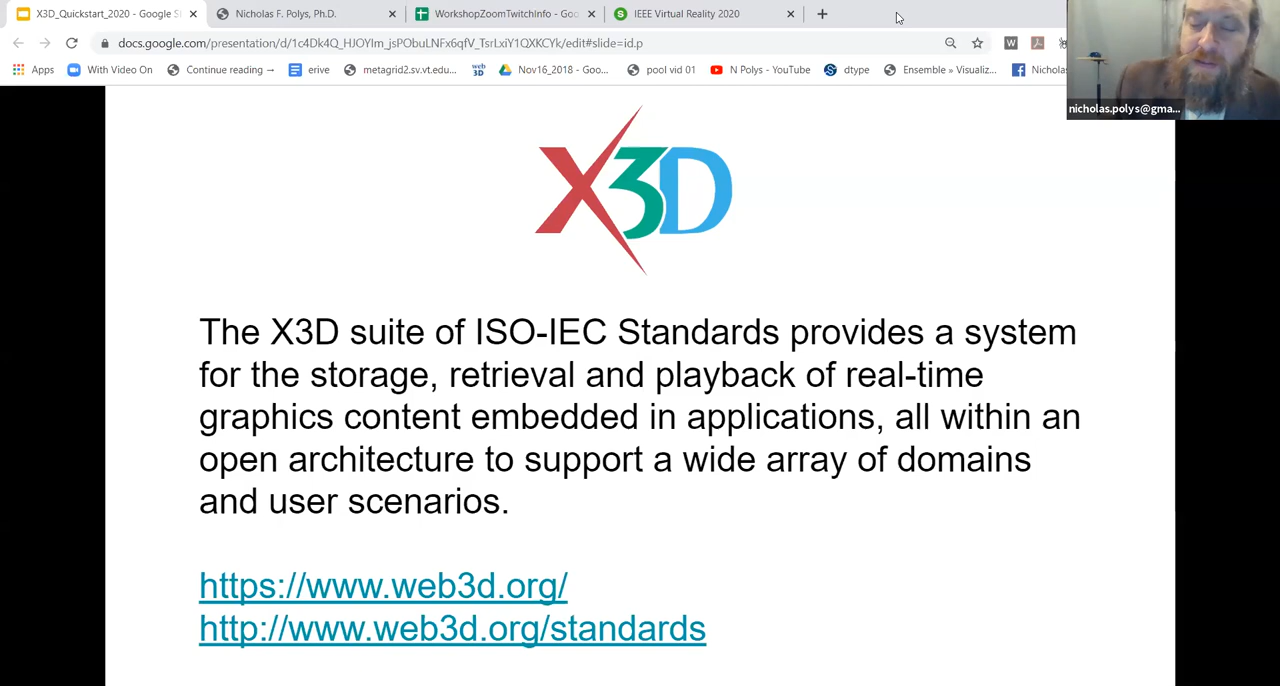 X3D_Quickstart_2020 - Google S
Nicholas F. Polys, Ph.D.
WorkshopZoomTwitchInfo - Goo
IEEE Virtual Reality 2020
docs.google.com/presentation/d/1c4Dk4Q_HJOYlm_jsPObuLNFx6qfV_TsrLxiY1QXKCYk/edit#slide=id.p
Apps
With Video On
Continue reading →
erive
metagrid2.sv.vt.edu...
web 3D
Nov16_2018 - Goo...
pool vid 01
N Polys - YouTube
dtype
Ensemble » Visualiz...
Nicholas
nicholas.polys@gma...
X3D
The X3D suite of ISO-IEC Standards provides a system
for the storage, retrieval and playback of real-time
graphics content embedded in applications, all within an
open architecture to support a wide array of domains
and user scenarios.
https://www.web3d.org/
http://www.web3d.org/standards